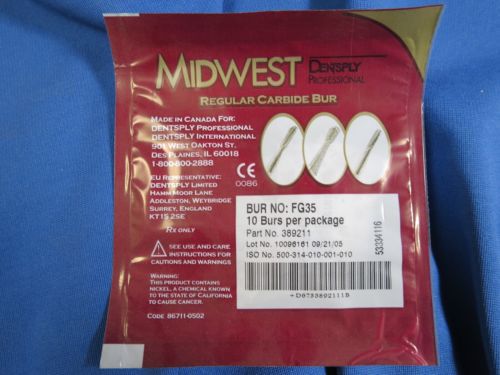 MIDWEST DENTSPLY
PROFESSIONAL
REGULAR CARBIDE BUR
MADE IN CANADA FOR:
DENTSPLY PROFESSIONAL
DENTSPLY INTERNATIONAL
901 WEST OAKTON ST.
DES PLAINES, IL 60018
1-800-800-2888
CE
0086
EU REPRESENTATIVE:
DENTSPLY LIMITED
HAMM MOOR LANE
ADDLESTON, WEYBRIDGE
SURREY, ENGLAND
KT15 2SE
RX ONLY
SEE USE AND CARE
INSTRUCTIONS FOR
CAUTIONS AND WARNINGS
WARNING:
THIS PRODUCT CONTAINS
NICKEL, A CHEMICAL KNOWN
TO THE STATE OF CALIFORNIA
TO CAUSE CANCER.
CODE 86711-0502
BUR NO: FG35
10 Burs per package
Part No. 389211
Lot No. 10096161 09/21/05
ISO No. 500-314-010-001-010
53334116
+D6733892111B